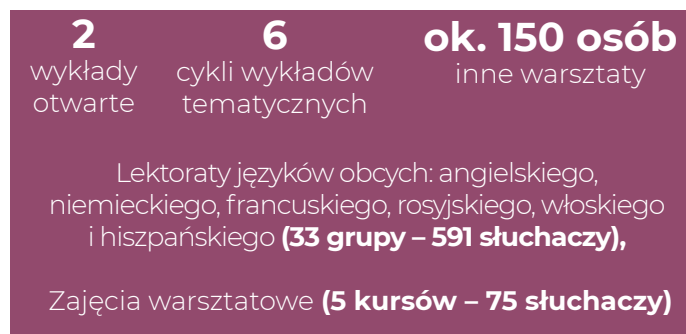 2
wykłady
otwarte
6
cykli wykładów
tematycznych
ok. 150 osób
inne warsztaty
Lektoraty języków obcych: angielskiego,
niemieckiego, francuskiego, rosyjskiego, włoskiego
i hiszpańskiego (33 grupy – 591 słuchaczy),
Zajęcia warsztatowe (5 kursów – 75 słuchaczy)